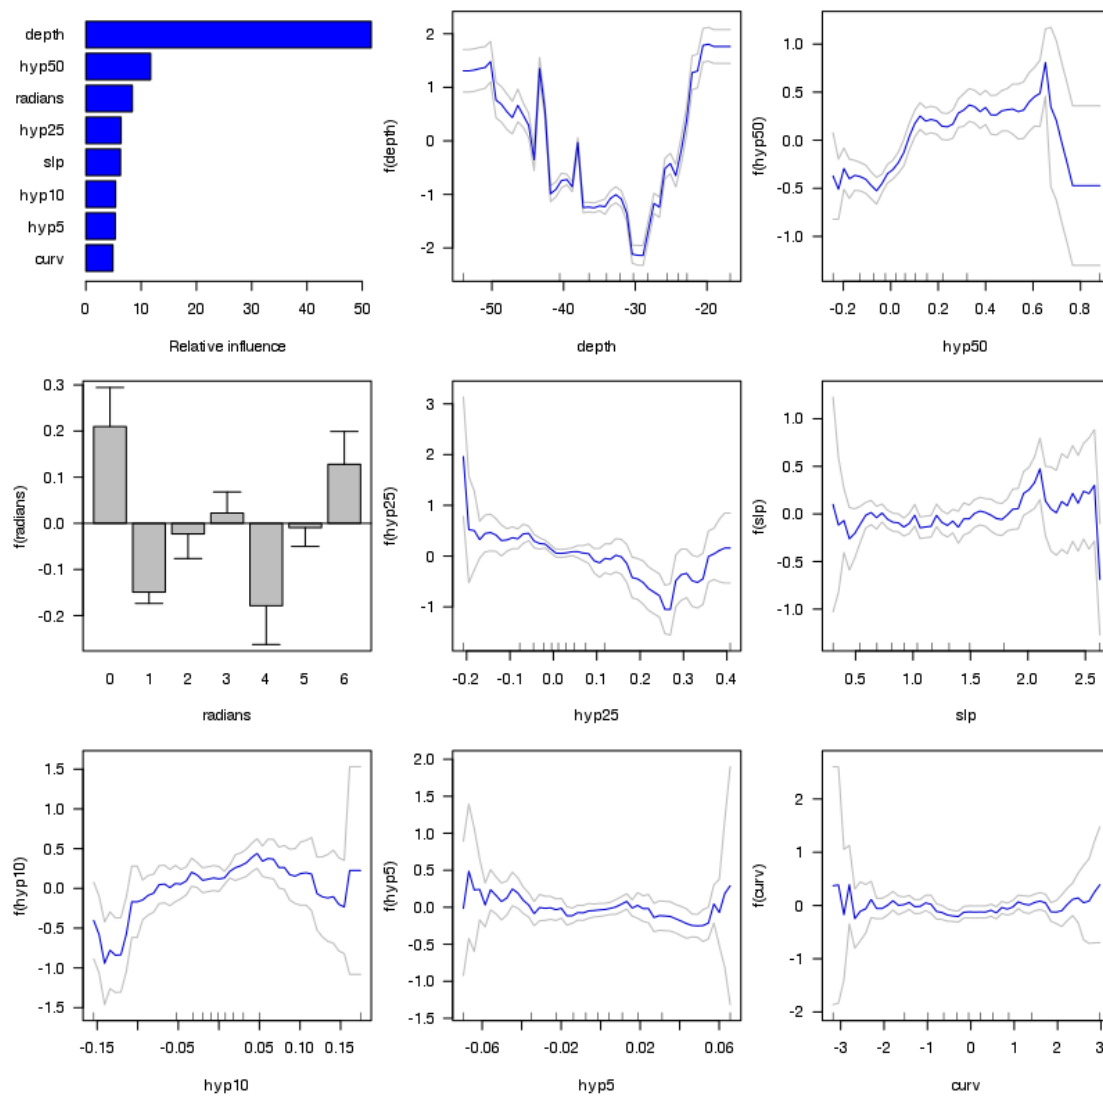 depth
hyp50
radians
hyp25
slp
hyp10
hyp5
curv
0 10 20 30 40 50
Relative influence
f(depth)
2
1
0
-1
-2
-50 -40 -30 -20
depth
f(hyp50)
1.0
0.5
0.0
-0.5
-1.0
-0.2 0.0 0.2 0.4 0.6 0.8
hyp50
f(radians)
0.3
0.2
0.1
0.0
-0.1
-0.2
0 1 2 3 4 5 6
radians
f(hyp25)
3
2
1
0
-1
-0.2 -0.1 0.0 0.1 0.2 0.3 0.4
hyp25
f(slp)
1.0
0.5
0.0
-0.5
-1.0
0.5 1.0 1.5 2.0 2.5
slp
f(hyp10)
1.5
1.0
0.5
0.0
-0.5
-1.0
-1.5
-0.15 -0.05 0.05 0.10 0.15
hyp10
f(hyp5)
2.0
1.5
1.0
0.5
0.0
-0.5
-1.0
-1.5
-0.06 -0.02 0.02 0.06
hyp5
f(curv)
2
1
0
-1
-2
-3 -2 -1 0 1 2 3
curv